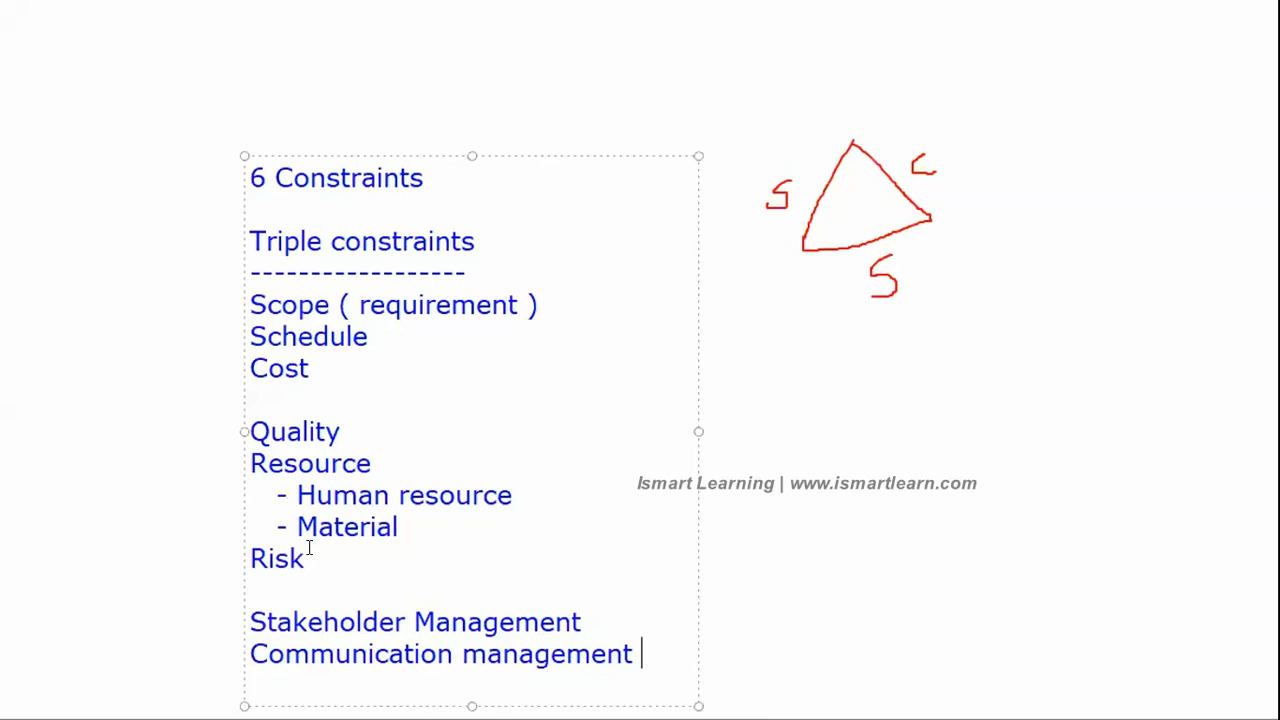 6 Constraints
Triple constraints
------------------
Scope ( requirement )
Schedule
Cost
Quality
Resource
- Human resource
- Material
Risk
Stakeholder Management
Communication management
S
C
S
Ismart Learning | www.ismartlearn.com